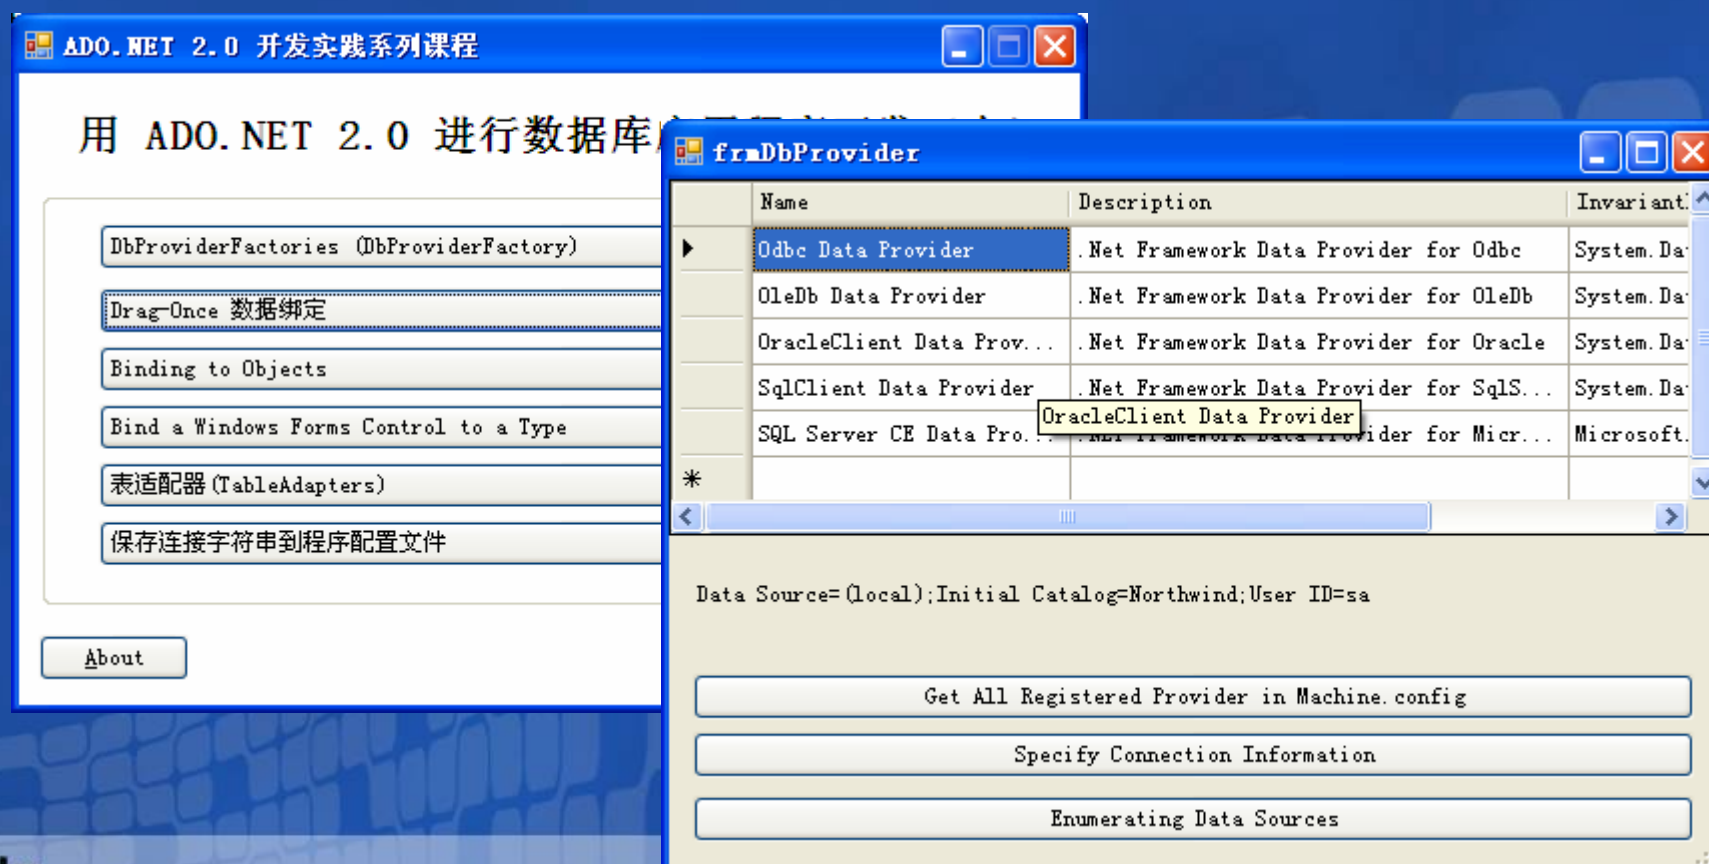 ADO.NET 2.0 开发实践系列课程
用 ADO.NET 2.0 进行数据库
DbProviderFactories (DbProviderFactory)
Drag-Once 数据绑定
Binding to Objects
Bind a Windows Forms Control to a Type
表适配器(TableAdapters)
保存连接字符串到程序配置文件
About
frmDbProvider
Name Description Invariant
Odbc Data Provider .Net Framework Data Provider for Odbc System.Da
OleDb Data Provider .Net Framework Data Provider for OleDb System.Da
OracleClient Data Prov... .Net Framework Data Provider for Oracle System.Da
SqlClient Data Provider .Net Framework Data Provider for SqlS... System.Da
OracleClient Data Provider
SQL Server CE Data Pro... .NET Framework Data Provider for Micr... Microsoft.
Data Source=(local);Initial Catalog=Northwind;User ID=sa
Get All Registered Provider in Machine.config
Specify Connection Information
Enumerating Data Sources